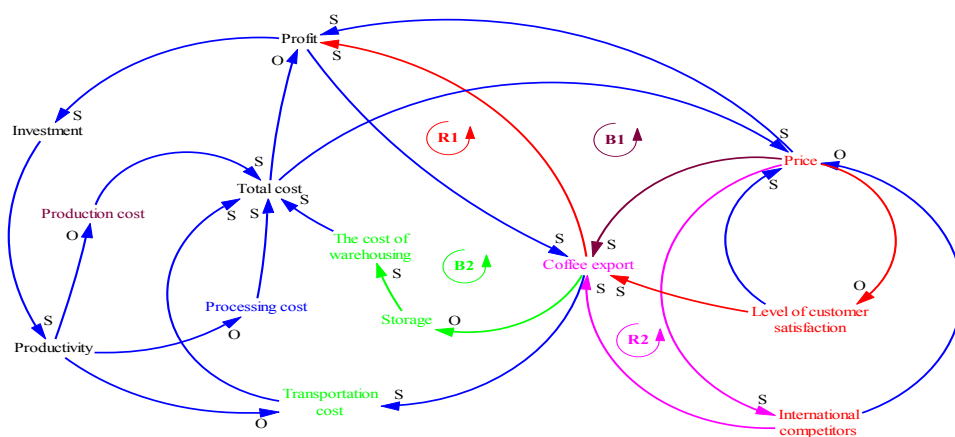 S
Profit
O
S
S
Investment
R1
B1
S
O
Price
S
S
Total cost
S
S
S
Production cost
O
The cost of
warehousing
B2
S
S
Coffee export
S
S
S
Processing cost
Storage
O
O
Level of customer
satisfaction
S
Productivity
O
R2
Transportation
cost
S
O
S
International
competitors